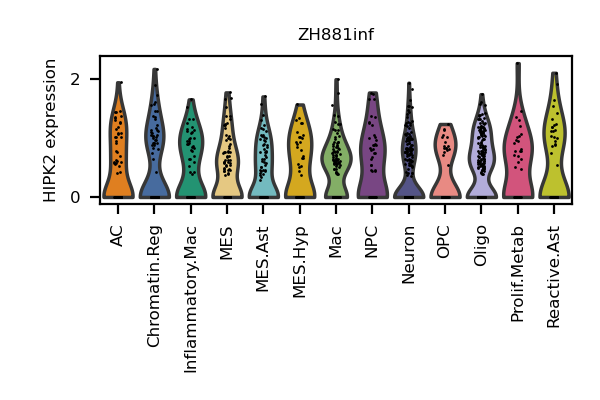 ZH881inf
HIPK2 expression
2
0
AC
Chromatin.Reg
Inflammatory.Mac
MES
MES.Ast
MES.Hyp
Mac
NPC
Neuron
OPC
Oligo
Prolif.Metab
Reactive.Ast